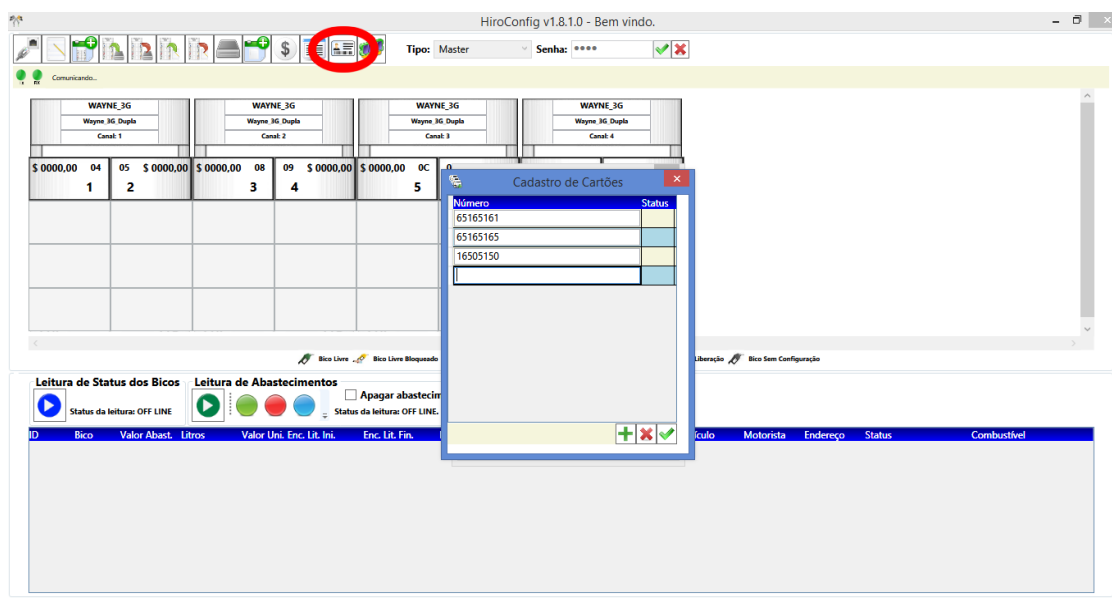 HiroConfig v1.8.1.0 - Bem vindo.
Tipo: Master Senha: ****
Comunicando...
WAYNE_3G WAYNE_3G WAYNE_3G WAYNE_3G
Wayne_3G_Dupla Wayne_3G_Dupla Wayne_3G_Dupla Wayne_3G_Dupla
Canal: 1 Canal: 2 Canal: 3 Canal: 4
$ 0000,00 04 05 $ 0000,00 $ 0000,00 08 09 $ 0000,00 $ 0000,00 0C
1 2 3 4 5
Cadastro de Cartões
Número Status
65165161
65165165
16505150
Bico Livre Bico Livre Bloqueado Liberação Bico Sem Configuração
Leitura de Status dos Bicos Leitura de Abastecimentos
Status da leitura: OFF LINE
Apagar abastecim
Status da leitura: OFF LINE.
ID Bico Valor Abast. Litros Valor Uni. Enc. Lit. Ini. Enc. Lit. Fin. Motorista Endereço Status Combustível